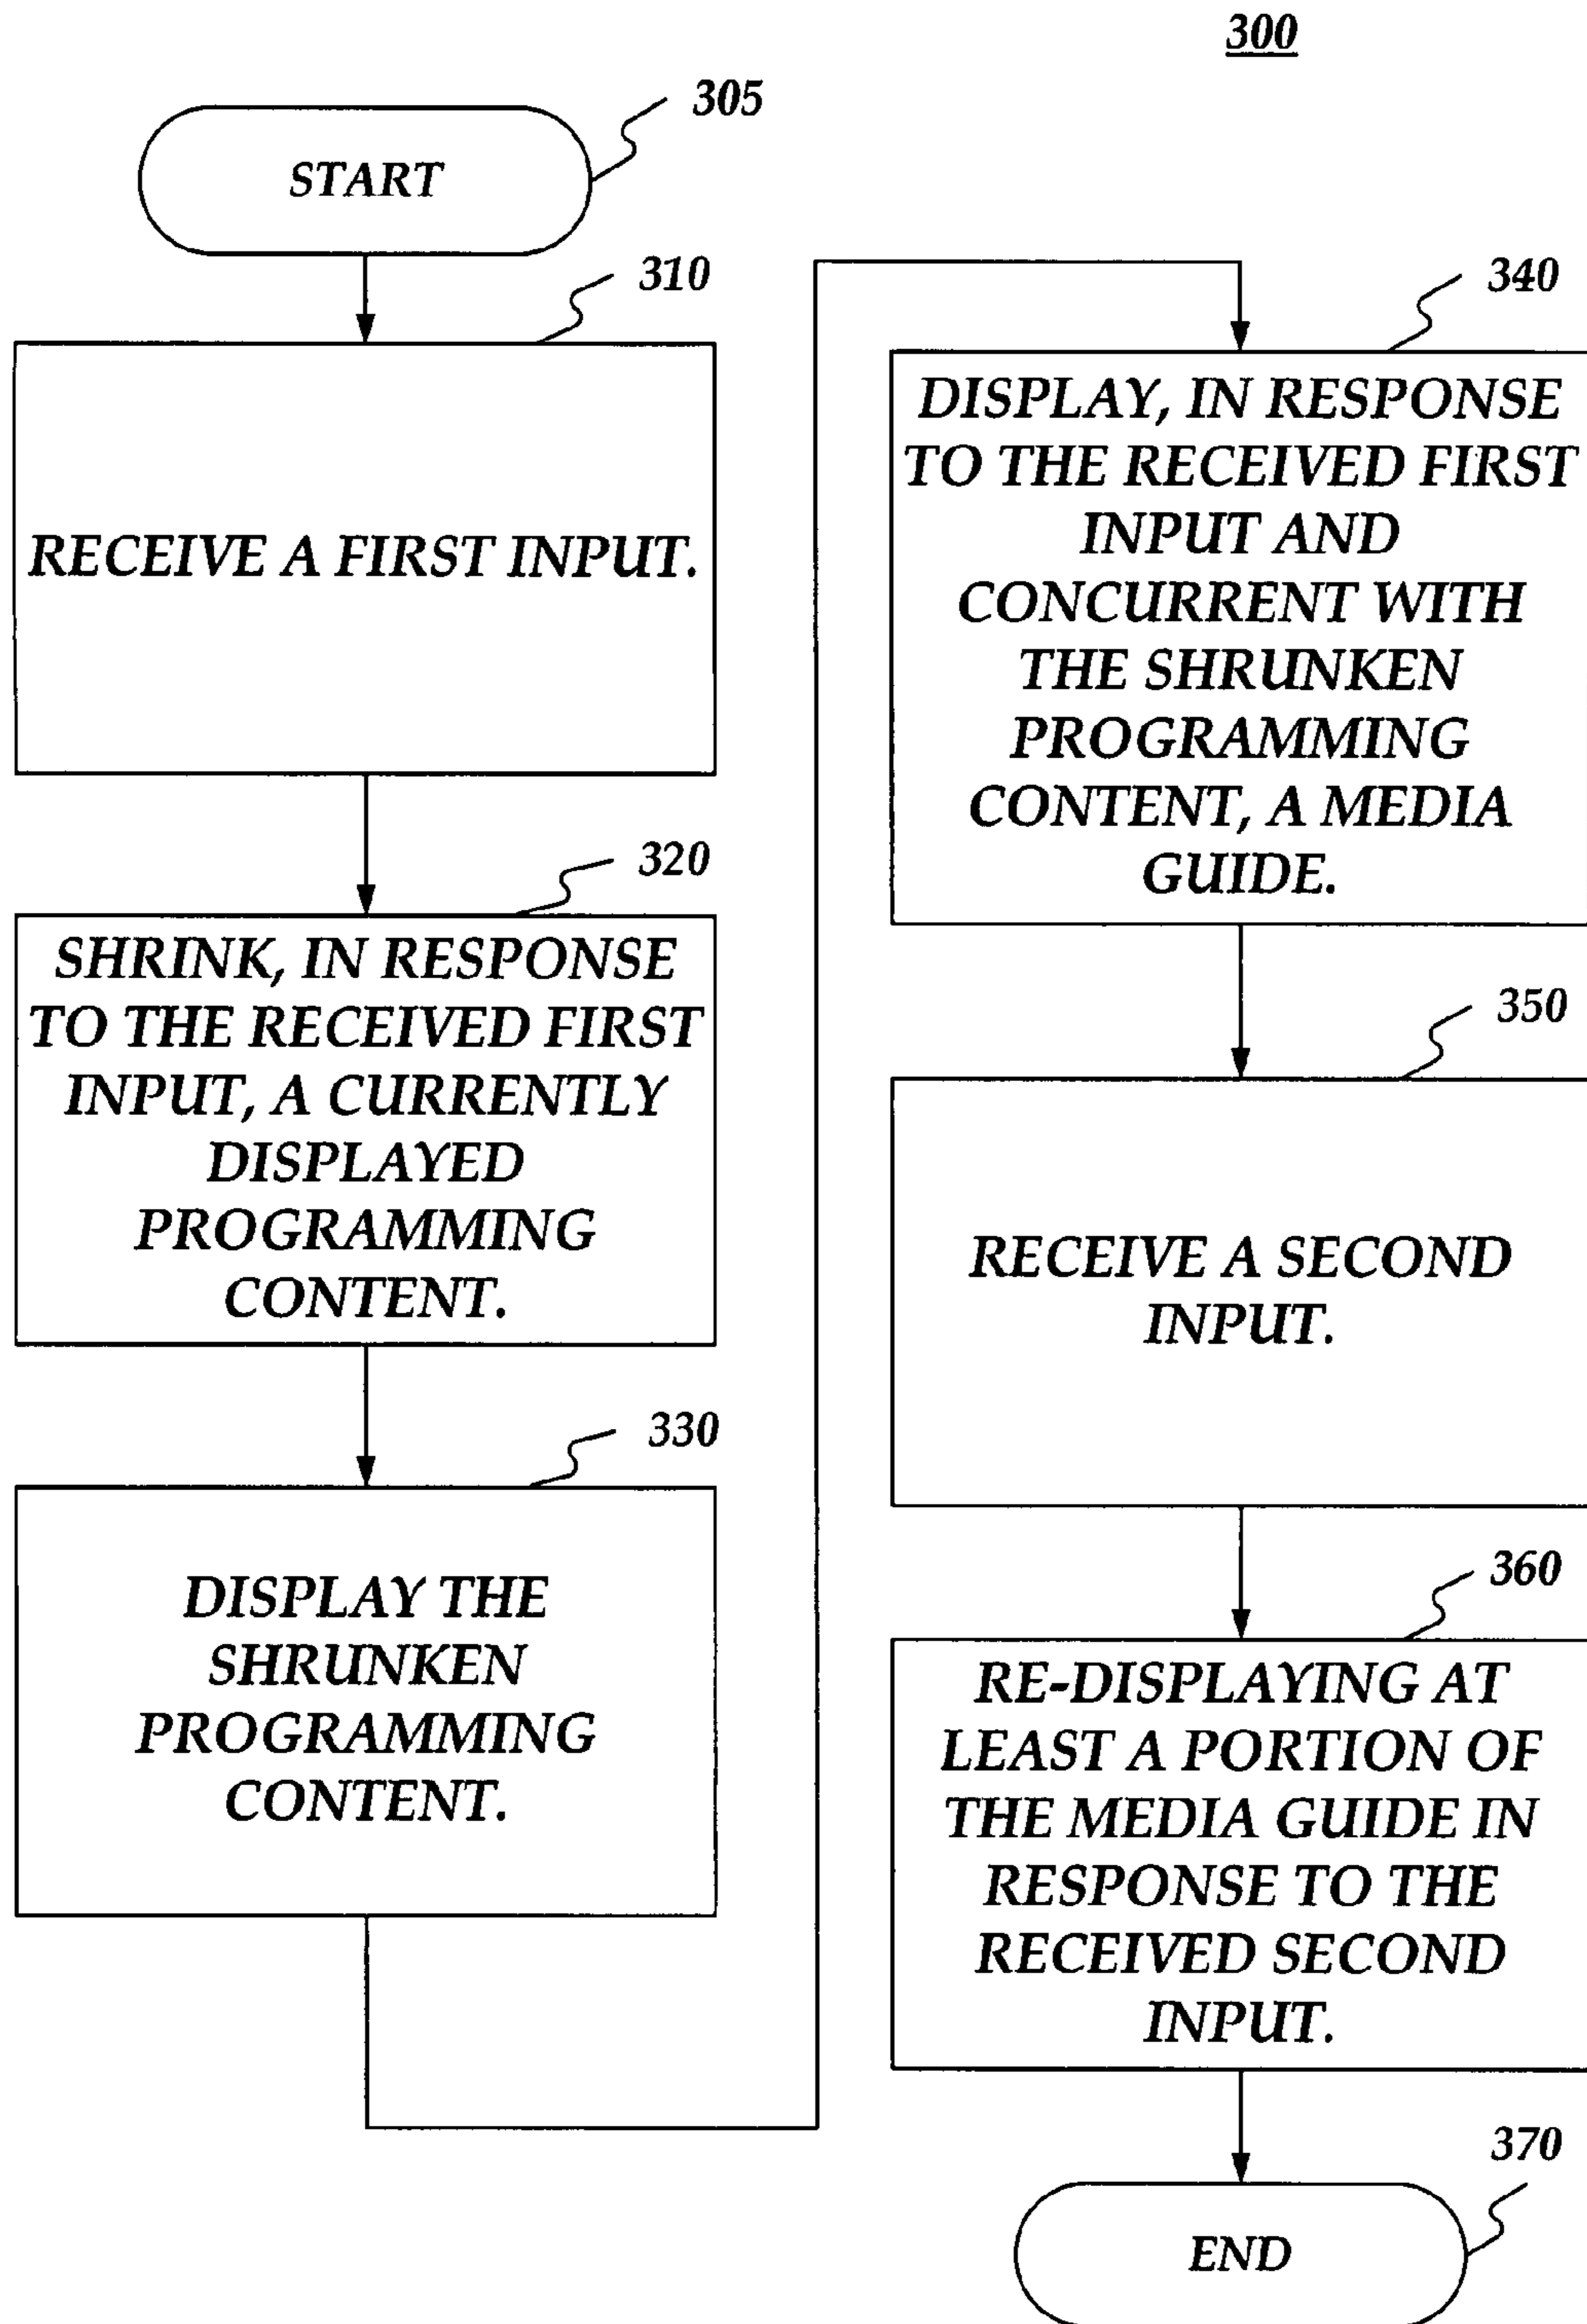 300
305
START
310
RECEIVE A FIRST INPUT.
320
SHRINK, IN RESPONSE
TO THE RECEIVED FIRST
INPUT, A CURRENTLY
DISPLAYED
PROGRAMMING
CONTENT.
330
DISPLAY THE
SHRUNKEN
PROGRAMMING
CONTENT.
340
DISPLAY, IN RESPONSE
TO THE RECEIVED FIRST
INPUT AND
CONCURRENT WITH
THE SHRUNKEN
PROGRAMMING
CONTENT, A MEDIA
GUIDE.
350
RECEIVE A SECOND
INPUT.
360
RE-DISPLAYING AT
LEAST A PORTION OF
THE MEDIA GUIDE IN
RESPONSE TO THE
RECEIVED SECOND
INPUT.
370
END